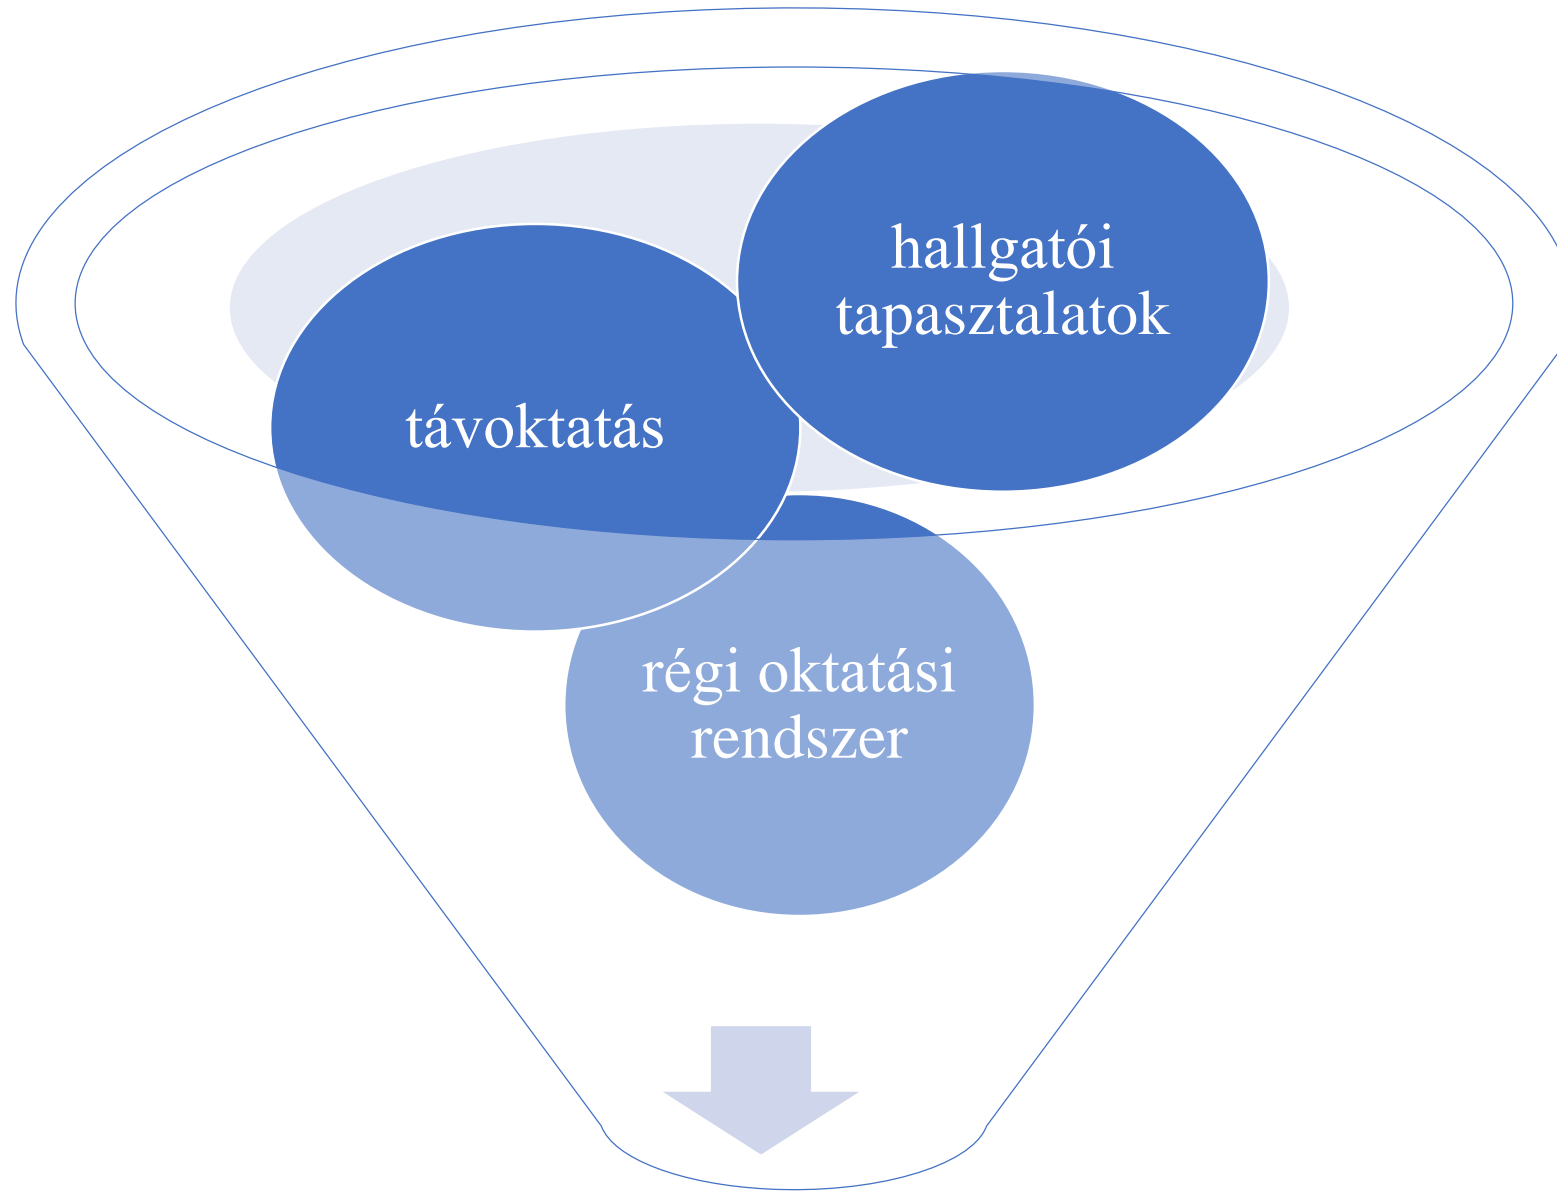 hallgatói
tapasztalatok
távoktatás
régi oktatási
rendszer